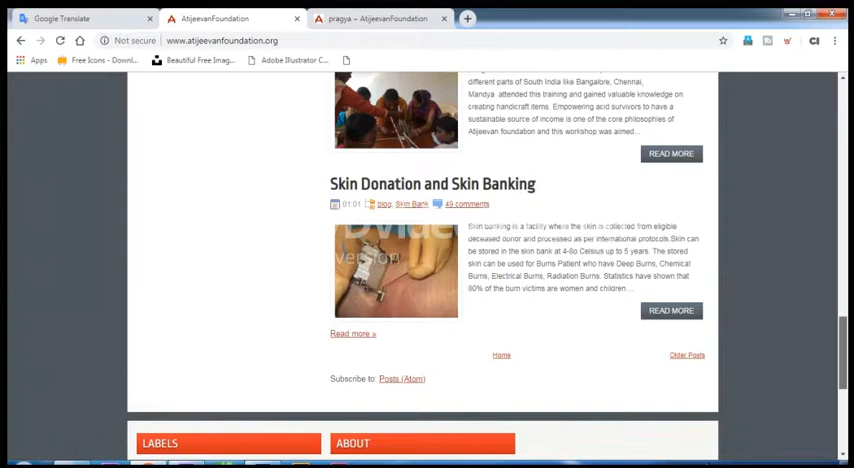 Google Translate
AtijeevanFoundation
pragya – AtijeevanFoundation
Not secure
www.atijeevanfoundation.org
Apps
Free Icons - Downl...
Beautiful Free Imag...
Adobe Illustrator C...
different parts of South India like Bangalore, Chennai,
Mandya attended this training and gained valuable knowledge on
creating handicraft items. Empowering acid survivors to have a
sustainable source of income is one of the core philosophies of
Atijeevan foundation and this workshop was aimed...
READ MORE
Skin Donation and Skin Banking
01:01 blog, Skin Bank 49 comments
Skin banking is a facility where the skin is collected from eligible
deceased donor and processed as per international protocols.Skin can
be stored in the skin bank at 4-8o Celsius up to 5 years. The stored
skin can be used for Burns Patient who have Deep Burns, Chemical
Burns, Electrical Burns, Radiation Burns. Statistics have shown that
80% of the burn victims are women and children ...
version
READ MORE
Read more »
Home
Older Posts
Subscribe to: Posts (Atom)
LABELS
ABOUT